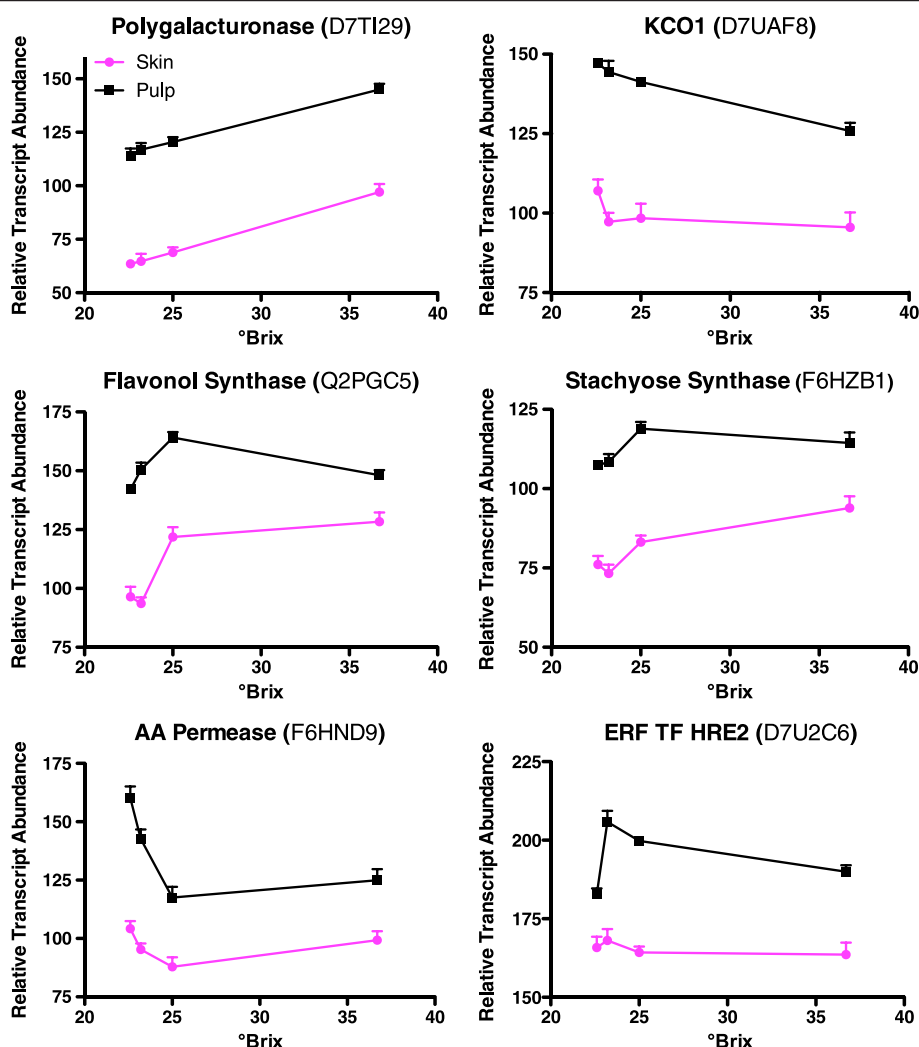 Polygalacturonase (D7TI29)
Relative Transcript Abundance
Skin
Pulp
150
125
100
75
50
20 25 30 35 40
°Brix
KCO1 (D7UAF8)
Relative Transcript Abundance
150
125
100
75
20 25 30 35 40
°Brix
Flavonol Synthase (Q2PGC5)
Relative Transcript Abundance
175
150
125
100
75
20 25 30 35 40
°Brix
Stachyose Synthase (F6HZB1)
Relative Transcript Abundance
125
100
75
50
20 25 30 35 40
°Brix
AA Permease (F6HND9)
Relative Transcript Abundance
175
150
125
100
75
20 25 30 35 40
°Brix
ERF TF HRE2 (D7U2C6)
Relative Transcript Abundance
225
200
175
150
20 25 30 35 40
°Brix